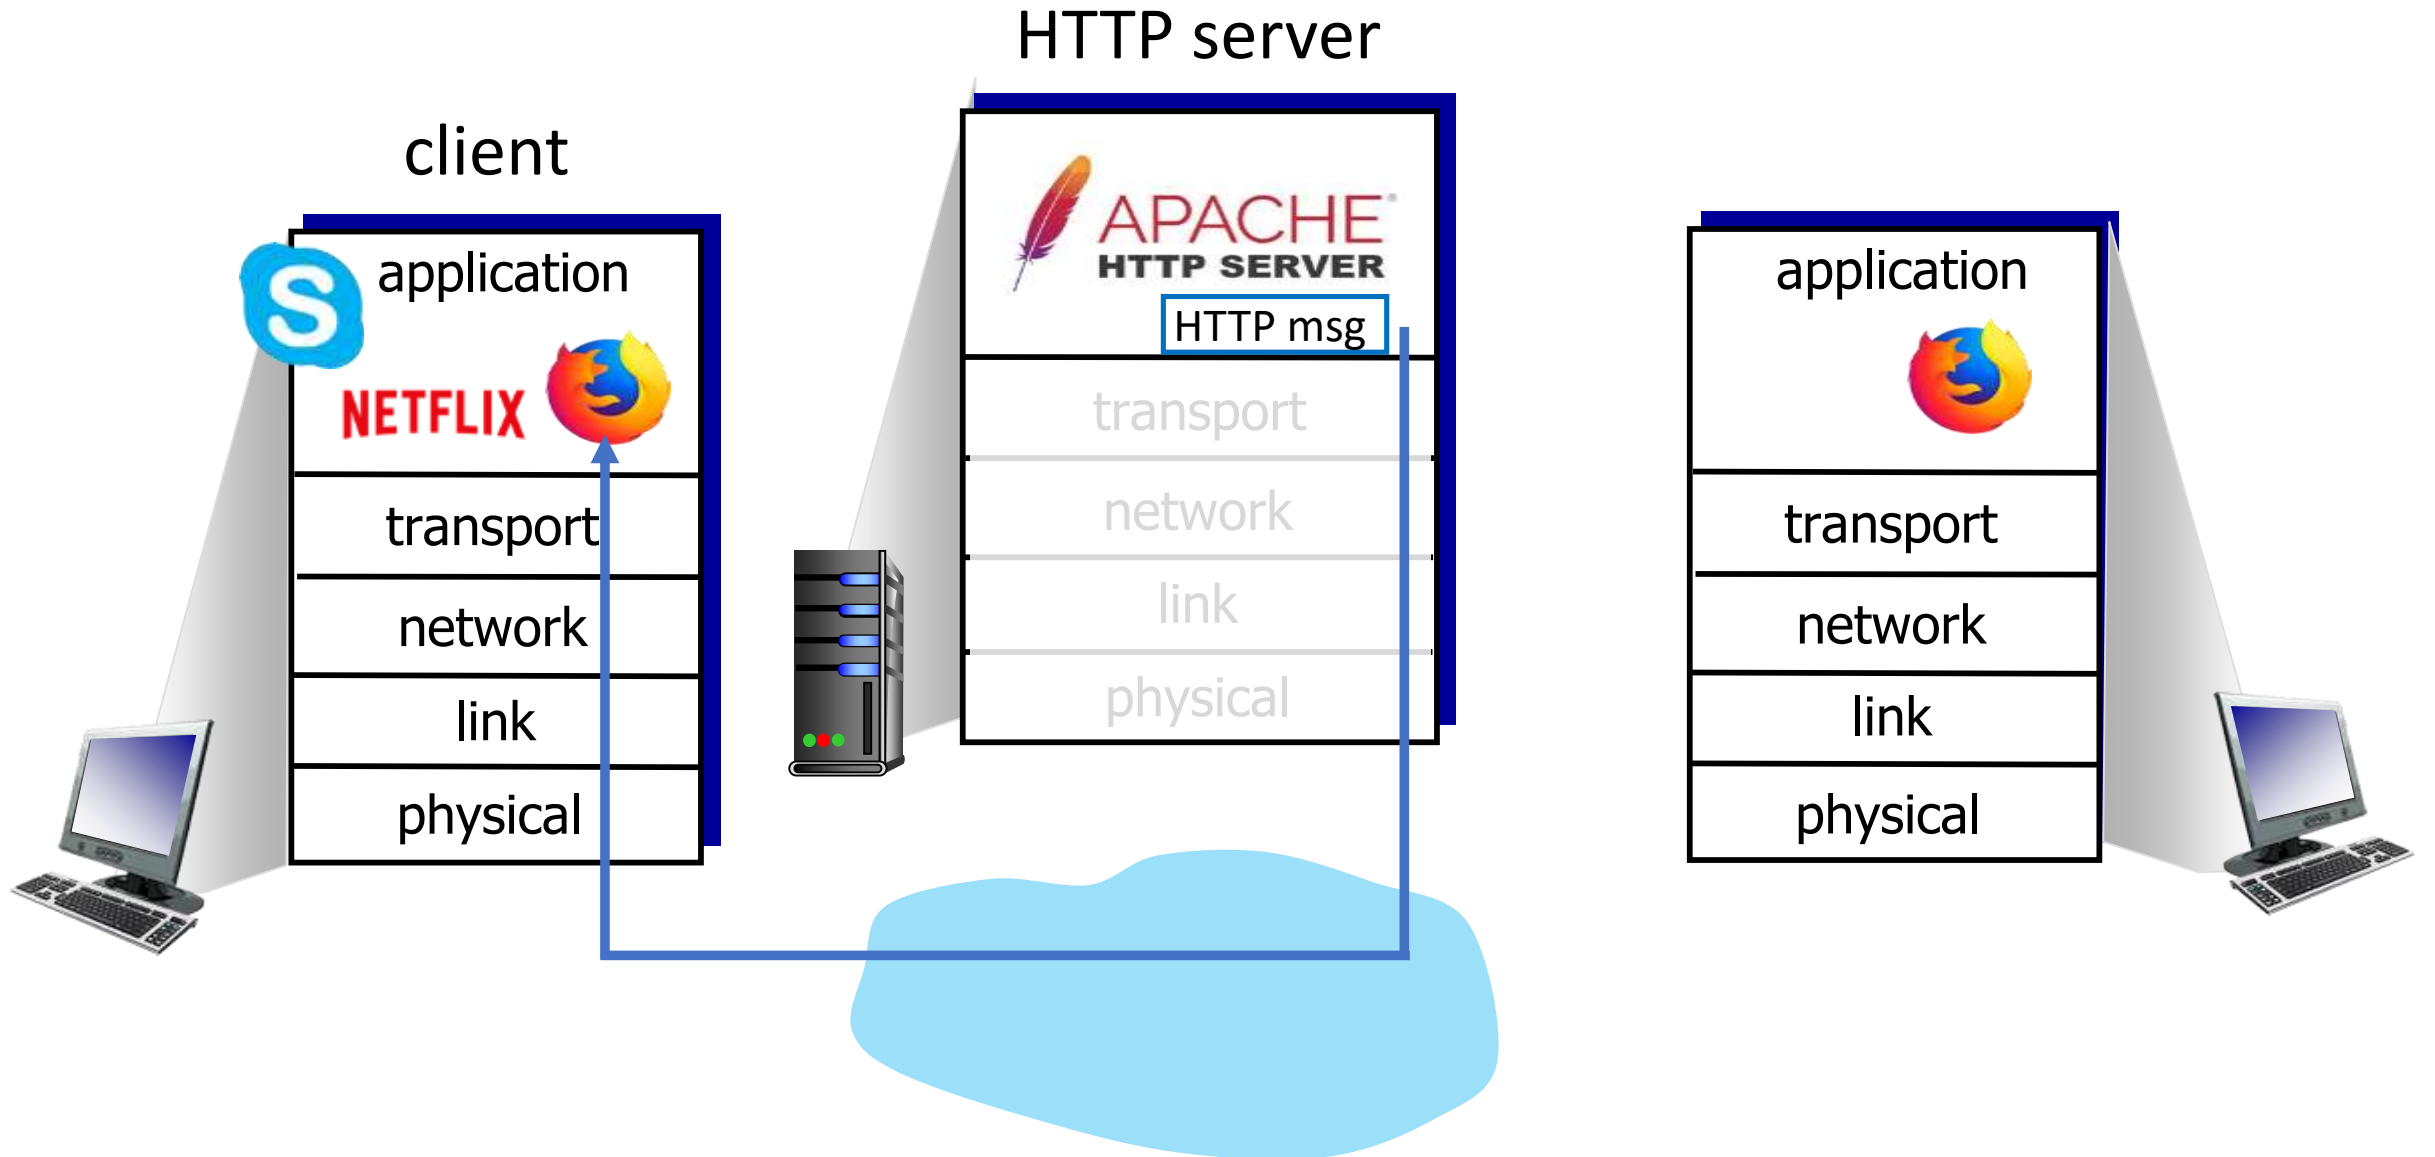 HTTP server
client
application
S
NETFLIX
transport
network
link
physical
APACHE®
HTTP SERVER
HTTP msg
transport
network
link
physical
application
transport
network
link
physical